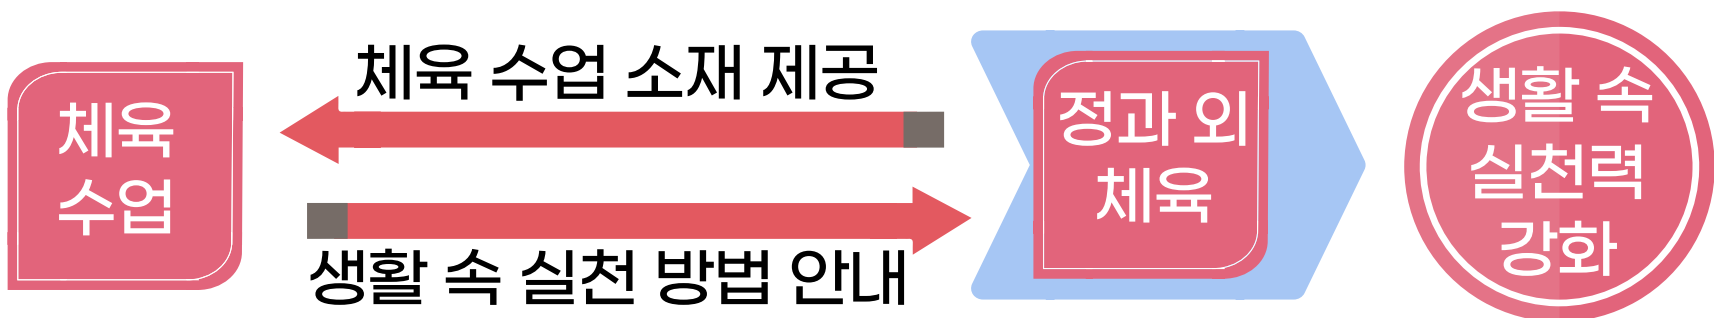 체육
수업
체육 수업 소재 제공
생활 속 실천 방법 안내
정과 외
체육
생활 속
실천력
강화